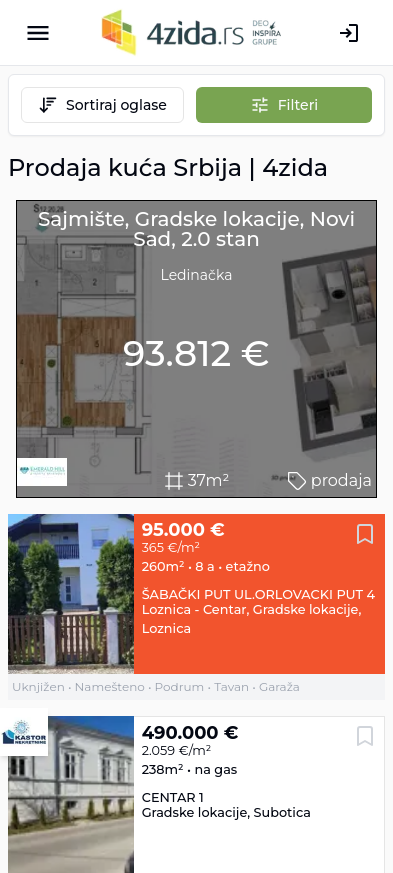 4zida.rs DEO INSPIRA GRUPE
Sortiraj oglase
Filteri
Prodaja kuća Srbija | 4zida
Sajmište, Gradske lokacije, Novi
Sad, 2.0 stan
Ledinačka
93.812 €
37m²
prodaja
95.000 €
365 €/m²
260m² • 8 a • etažno
ŠABAČKI PUT UL.ORLOVACKI PUT 4
Loznica - Centar, Gradske lokacije,
Loznica
Uknjižen • Namešteno • Podrum • Tavan • Garaža
KASTOR
NEKRETNINE
490.000 €
2.059 €/m²
238m² • na gas
CENTAR 1
Gradske lokacije, Subotica